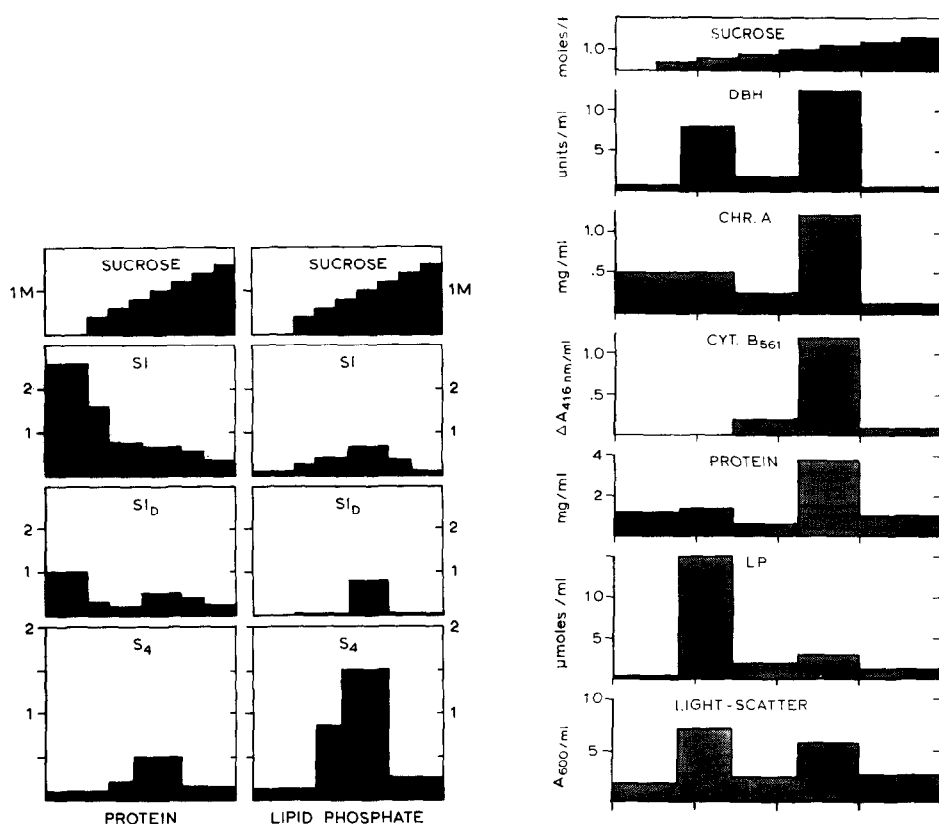 SUCROSE
SUCROSE
1M
1M
SI
SI
2
1
2
1
SI_D
SI_D
2
1
2
1
S₄
S₄
2
1
2
1
PROTEIN
LIPID PHOSPHATE
SUCROSE
moles/l
1.0
DBH
units/ml
10
5
CHR. A
mg/ml
1.0
.5
CYT. B₅₆₁
ΔA₄₁₆ nm/ml
1.0
.5
PROTEIN
mg/ml
4
2
LP
μmoles/ml
10
5
LIGHT-SCATTER
A₆₀₀/ml
10
5